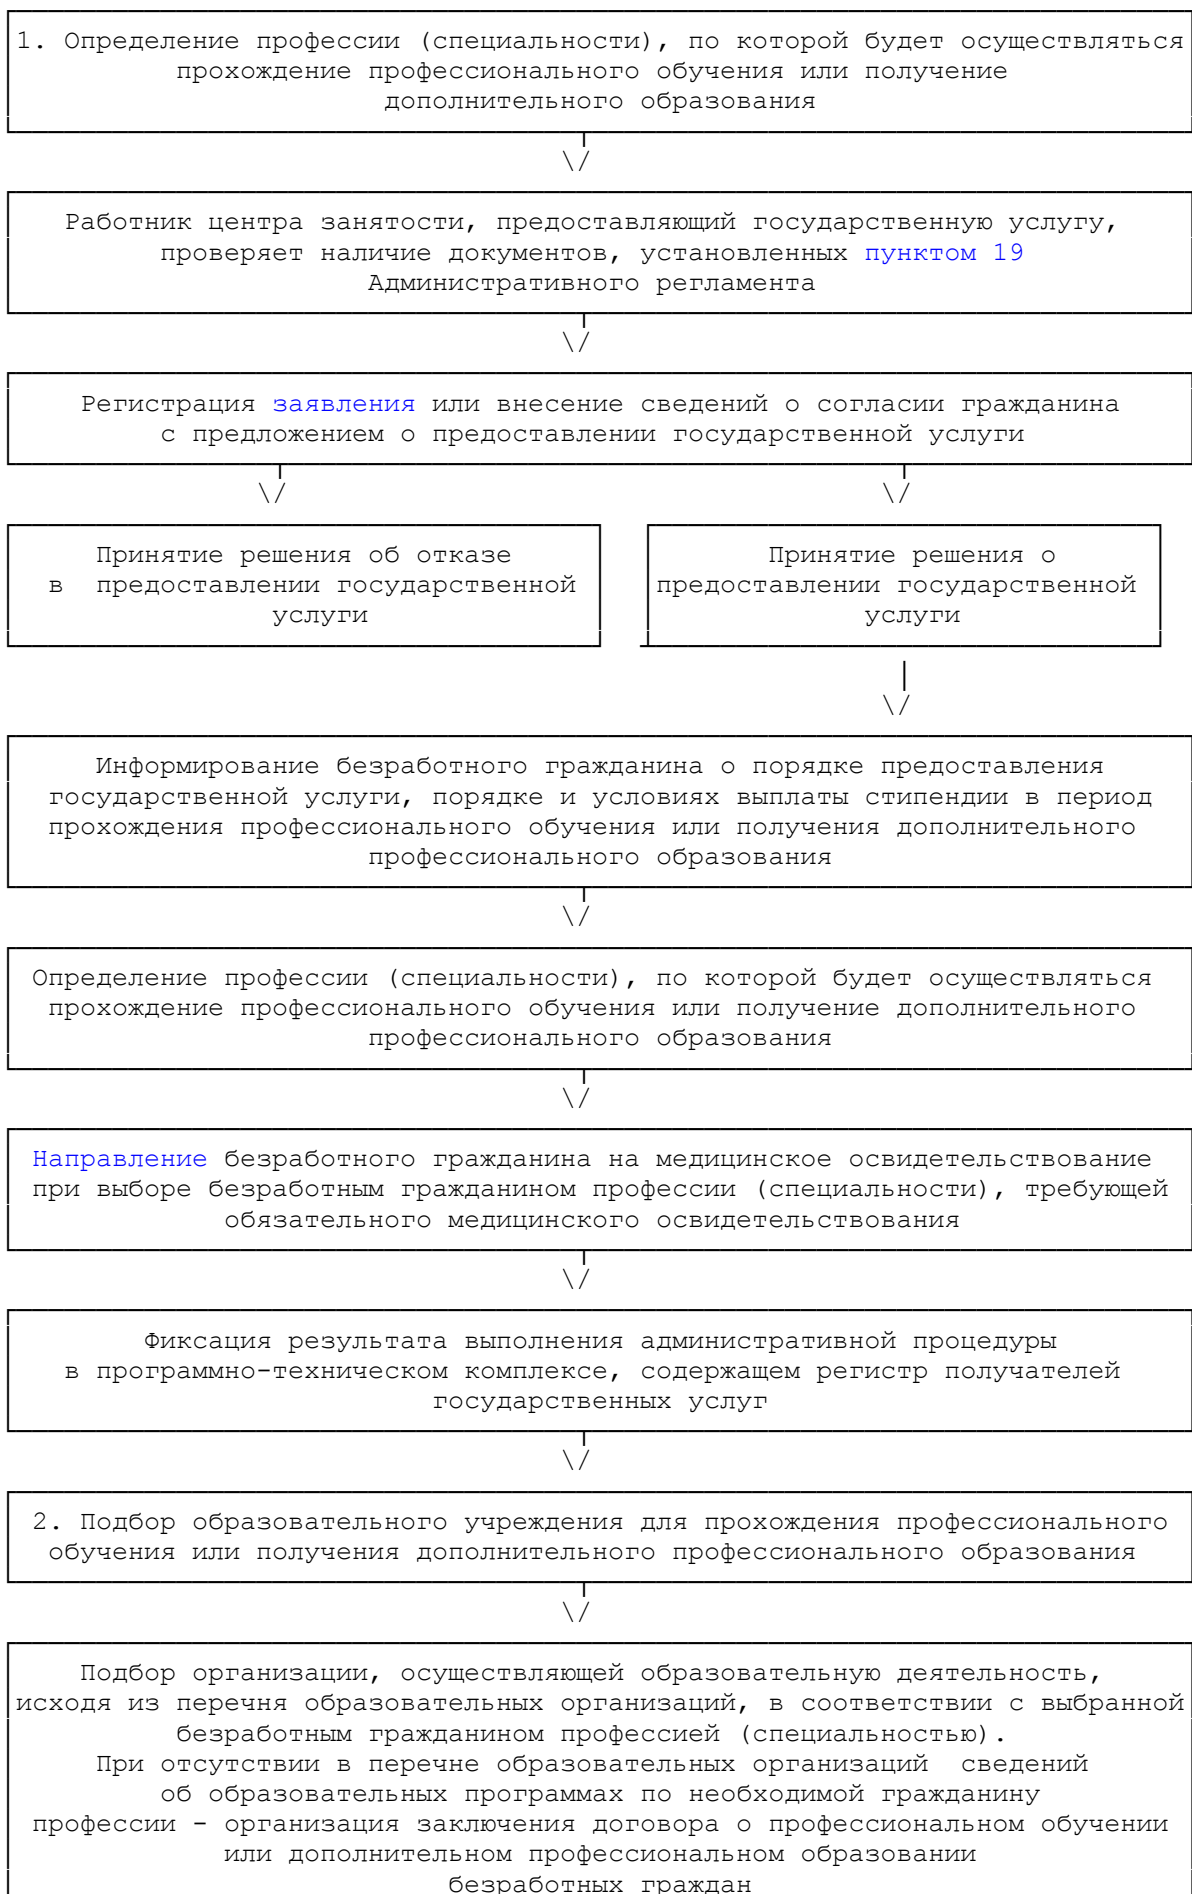 1. Определение профессии (специальности), по которой будет осуществляться
прохождение профессионального обучения или получение
дополнительного образования
\/
Работник центра занятости, предоставляющий государственную услугу,
проверяет наличие документов, установленных пунктом 19
Административного регламента
\/
Регистрация заявления или внесение сведений о согласии гражданина
с предложением о предоставлении государственной услуги
\/ \/
Принятие решения об отказе
в предоставлении государственной
услуги
Принятие решения о
предоставлении государственной
услуги
\/
Информирование безработного гражданина о порядке предоставления
государственной услуги, порядке и условиях выплаты стипендии в период
прохождения профессионального обучения или получения дополнительного
профессионального образования
\/
Определение профессии (специальности), по которой будет осуществляться
прохождение профессионального обучения или получение дополнительного
профессионального образования
\/
Направление безработного гражданина на медицинское освидетельствование
при выборе безработным гражданином профессии (специальности), требующей
обязательного медицинского освидетельствования
\/
Фиксация результата выполнения административной процедуры
в программно-техническом комплексе, содержащем регистр получателей
государственных услуг
\/
2. Подбор образовательного учреждения для прохождения профессионального
обучения или получения дополнительного профессионального образования
\/
Подбор организации, осуществляющей образовательную деятельность,
исходя из перечня образовательных организаций, в соответствии с выбранной
безработным гражданином профессией (специальностью).
При отсутствии в перечне образовательных организаций сведений
об образовательных программах по необходимой гражданину
профессии - организация заключения договора о профессиональном обучении
или дополнительном профессиональном образовании
безработных граждан